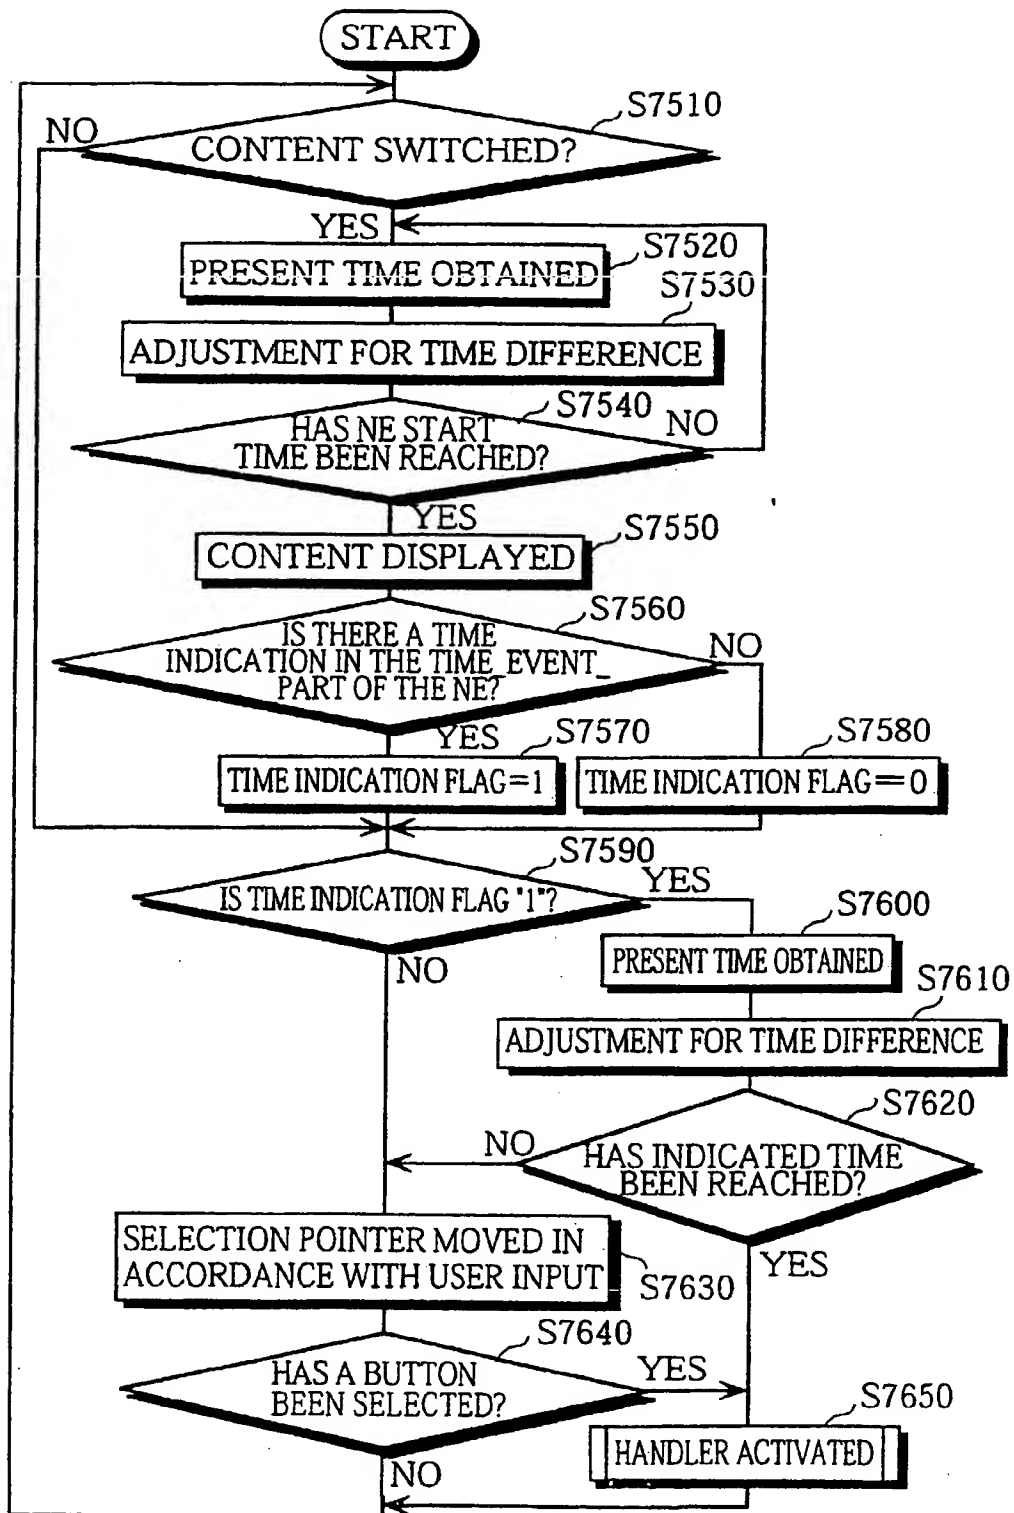 START
S7510
NO
CONTENT SWITCHED?
YES
S7520
PRESENT TIME OBTAINED
S7530
ADJUSTMENT FOR TIME DIFFERENCE
S7540
NO
HAS NE START
TIME BEEN REACHED?
YES
S7550
CONTENT DISPLAYED
S7560
IS THERE A TIME
INDICATION IN THE TIME_EVENT_
PART OF THE NE?
NO
YES
S7570
S7580
TIME INDICATION FLAG=1
TIME INDICATION FLAG=0
S7590
IS TIME INDICATION FLAG "1"?
YES
S7600
NO
PRESENT TIME OBTAINED
S7610
ADJUSTMENT FOR TIME DIFFERENCE
S7620
NO
HAS INDICATED TIME
BEEN REACHED?
SELECTION POINTER MOVED IN
ACCORDANCE WITH USER INPUT
YES
S7630
S7640
HAS A BUTTON
BEEN SELECTED?
YES
S7650
HANDLER ACTIVATED
NO